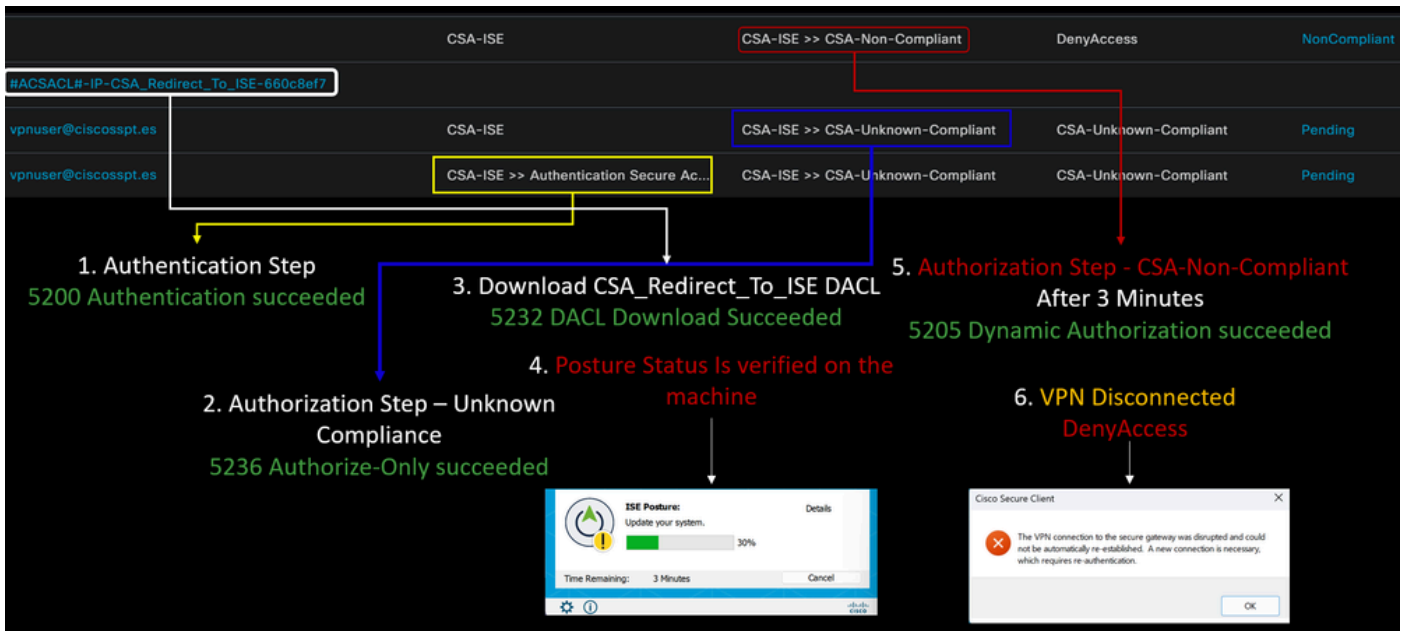 CSA-ISE CSA-ISE >> CSA-Non-Compliant DenyAccess NonCompliant
#ACSACL#-IP-CSA_Redirect_To_ISE-660c8ef7
vpnuser@ciscosspt.es CSA-ISE CSA-ISE >> CSA-Unknown-Compliant CSA-Unknown-Compliant Pending
vpnuser@ciscosspt.es CSA-ISE >> Authentication Secure Ac... CSA-ISE >> CSA-Unknown-Compliant CSA-Unknown-Compliant Pending
1. Authentication Step
5200 Authentication succeeded
2. Authorization Step – Unknown
Compliance
5236 Authorize-Only succeeded
3. Download CSA_Redirect_To_ISE DACL
5232 DACL Download Succeeded
4. Posture Status Is verified on the
machine
ISE Posture:
Details
Update your system.
30%
Time Remaining: 3 Minutes
Cancel
cisco
5. Authorization Step - CSA-Non-Compliant
After 3 Minutes
5205 Dynamic Authorization succeeded
6. VPN Disconnected
DenyAccess
Cisco Secure Client
The VPN connection to the secure gateway was disrupted and could
not be automatically re-established. A new connection is necessary,
which requires re-authentication.
OK